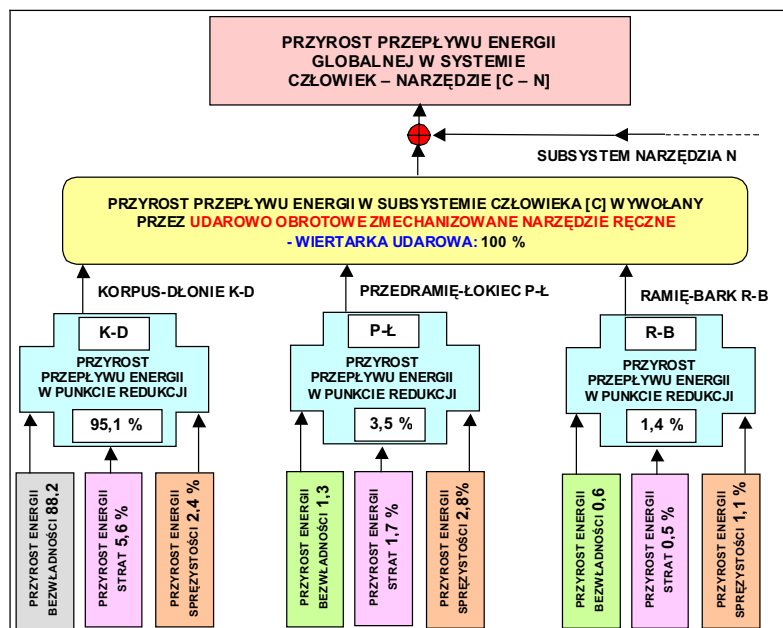 PRZYROST PRZEPŁYWU ENERGII
GLOBALNEJ W SYSTEMIE
CZŁOWIEK – NARZĘDZIE [C – N]
SUBSYSTEM NARZĘDZIA N
PRZYROST PRZEPŁYWU ENERGII W SUBSYSTEMIE CZŁOWIEKA [C] WYWOŁANY
PRZEZ UDAROWO OBROTOWE ZMECHANIZOWANE NARZĘDZIE RĘCZNE
- WIERTARKA UDAROWA: 100 %
KORPUS-DŁONIE K-D
K-D
PRZYROST
PRZEPŁYWU ENERGII
W PUNKCIE REDUKCJI
95,1 %
PRZYROST ENERGII
BEZWŁADNOŚCI 88,2
PRZYROST ENERGII
STRAT 5,6 %
PRZYROST ENERGII
SPRĘŻYSTOŚCI 2,4 %
PRZEDRAMIĘ-ŁOKIEC P-Ł
P-Ł
PRZYROST
PRZEPŁYWU ENERGII
W PUNKCIE REDUKCJI
3,5 %
PRZYROST ENERGII
BEZWŁADNOŚCI 1,3
PRZYROST ENERGII
STRAT 1,7 %
PRZYROST ENERGII
SPRĘŻYSTOŚCI 2,8%
RAMIĘ-BARK R-B
R-B
PRZYROST
PRZEPŁYWU ENERGII
W PUNKCIE REDUKCJI
1,4 %
PRZYROST ENERGII
BEZWŁADNOŚCI 0,6
PRZYROST ENERGII
STRAT 0,5 %
PRZYROST ENERGII
SPRĘŻYSTOŚCI 1,1 %